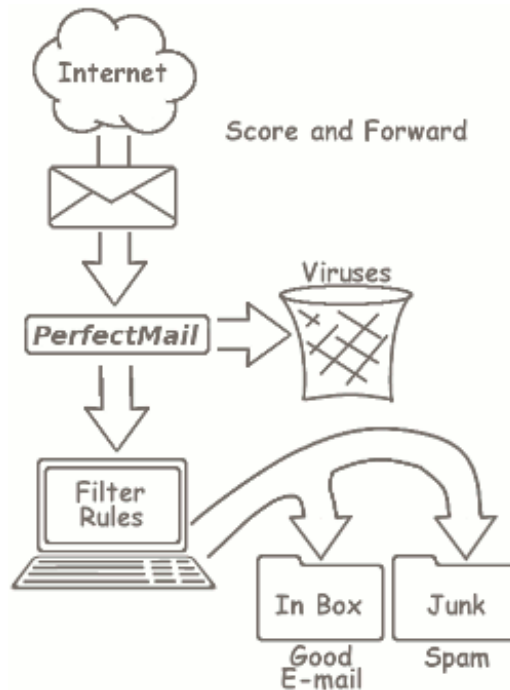 Internet
Score and Forward
Viruses
PerfectMail
Filter
Rules
In Box
Junk
Good
E-mail
Spam